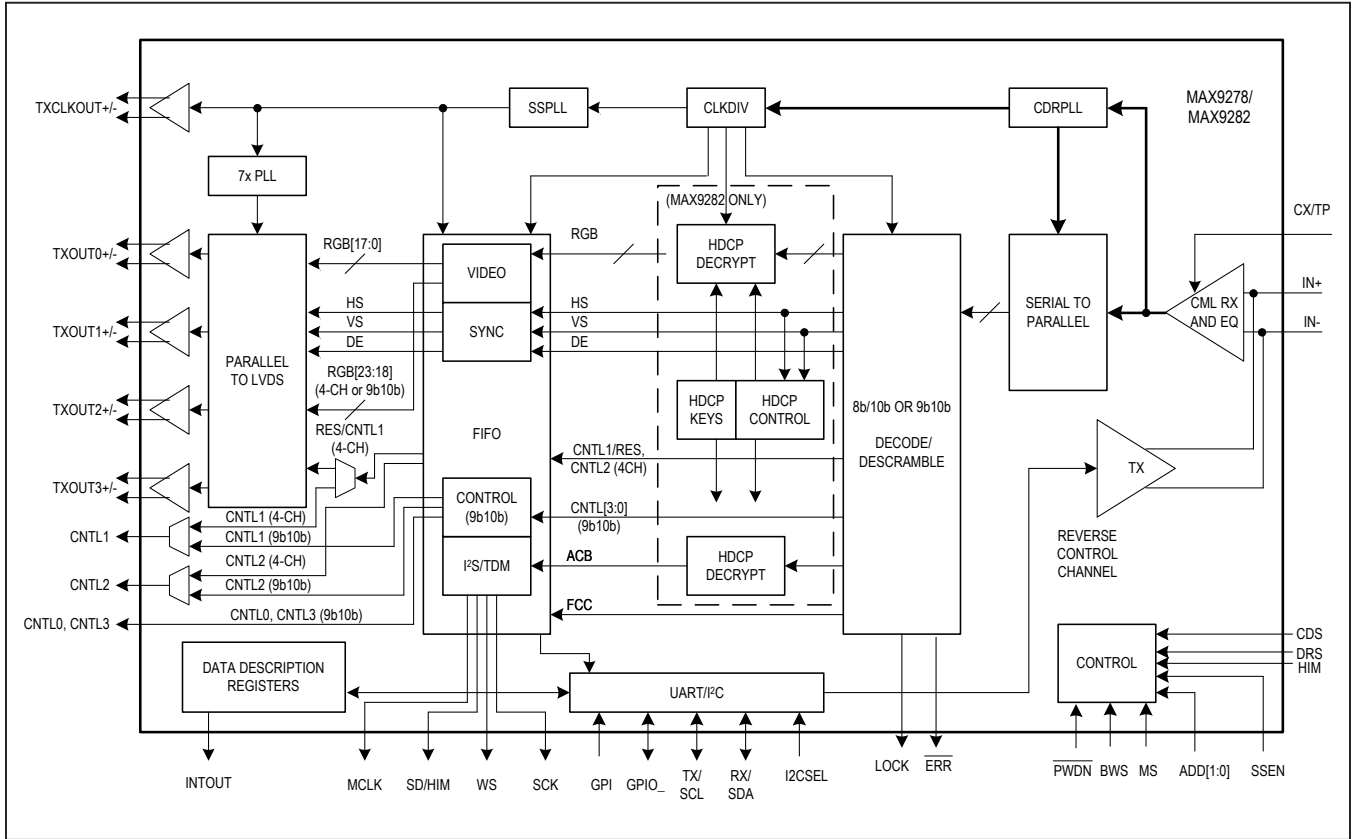 TXCLKOUT+/-
SSPLL
CLKDIV
CDRPLL
MAX9278/
MAX9282
7x PLL
(MAX9282 ONLY)
CX/TP
TXOUT0+/-
RGB[17:0]
VIDEO
RGB
HDCP
DECRYPT
IN+
CML RX
AND EQ
IN-
SERIAL TO
PARALLEL
TXOUT1+/-
HS
VS
DE
SYNC
HS
VS
DE
PARALLEL
TO LVDS
RGB[23:18]
(4-CH or 9b10b)
TXOUT2+/-
RES/CNTL1
(4-CH)
FIFO
HDCP
KEYS
HDCP
CONTROL
8b/10b OR 9b10b
DECODE/
DESCRAMBLE
CNTL1/RES,
CNTL2 (4CH)
TX
TXOUT3+/-
CONTROL
(9b10b)
CNTL[3:0]
(9b10b)
CNTL1 (4-CH)
CNTL1
CNTL1 (9b10b)
REVERSE
CONTROL
CHANNEL
I²S/TDM
ACB
HDCP
DECRYPT
CNTL2 (4-CH)
CNTL2
CNTL2 (9b10b)
FCC
CNTL0, CNTL3
CNTL0, CNTL3 (9b10b)
DATA DESCRIPTION
REGISTERS
UART/I²C
CONTROL
CDS
DRS
HIM
INTOUT
MCLK
SD/HIM
WS
SCK
GPI
GPIO_
TX/
SCL
RX/
SDA
I2CSEL
LOCK
ERR
PWDN
BWS
MS
ADD[1:0]
SSEN